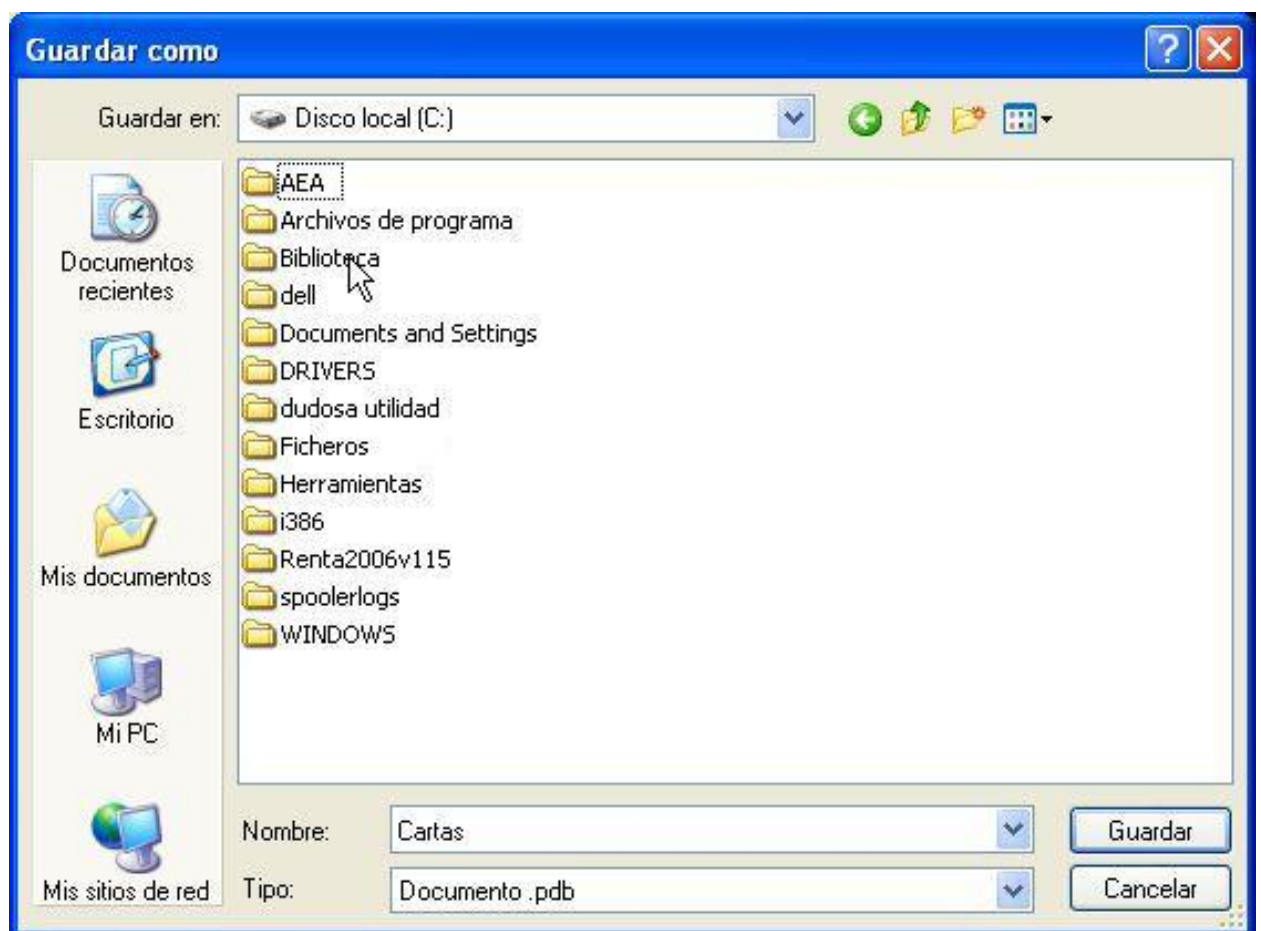 Guardar como
Guardar en: Disco local (C:)
Documentos
recientes
Escritorio
Mis documentos
Mi PC
Mis sitios de red
AEA
Archivos de programa
Biblioteca
dell
Documents and Settings
DRIVERS
dudosa utilidad
Ficheros
Herramientas
i386
Renta2006v115
spoolerlogs
WINDOWS
Nombre: Cartas Guardar
Tipo: Documento .pdb Cancelar